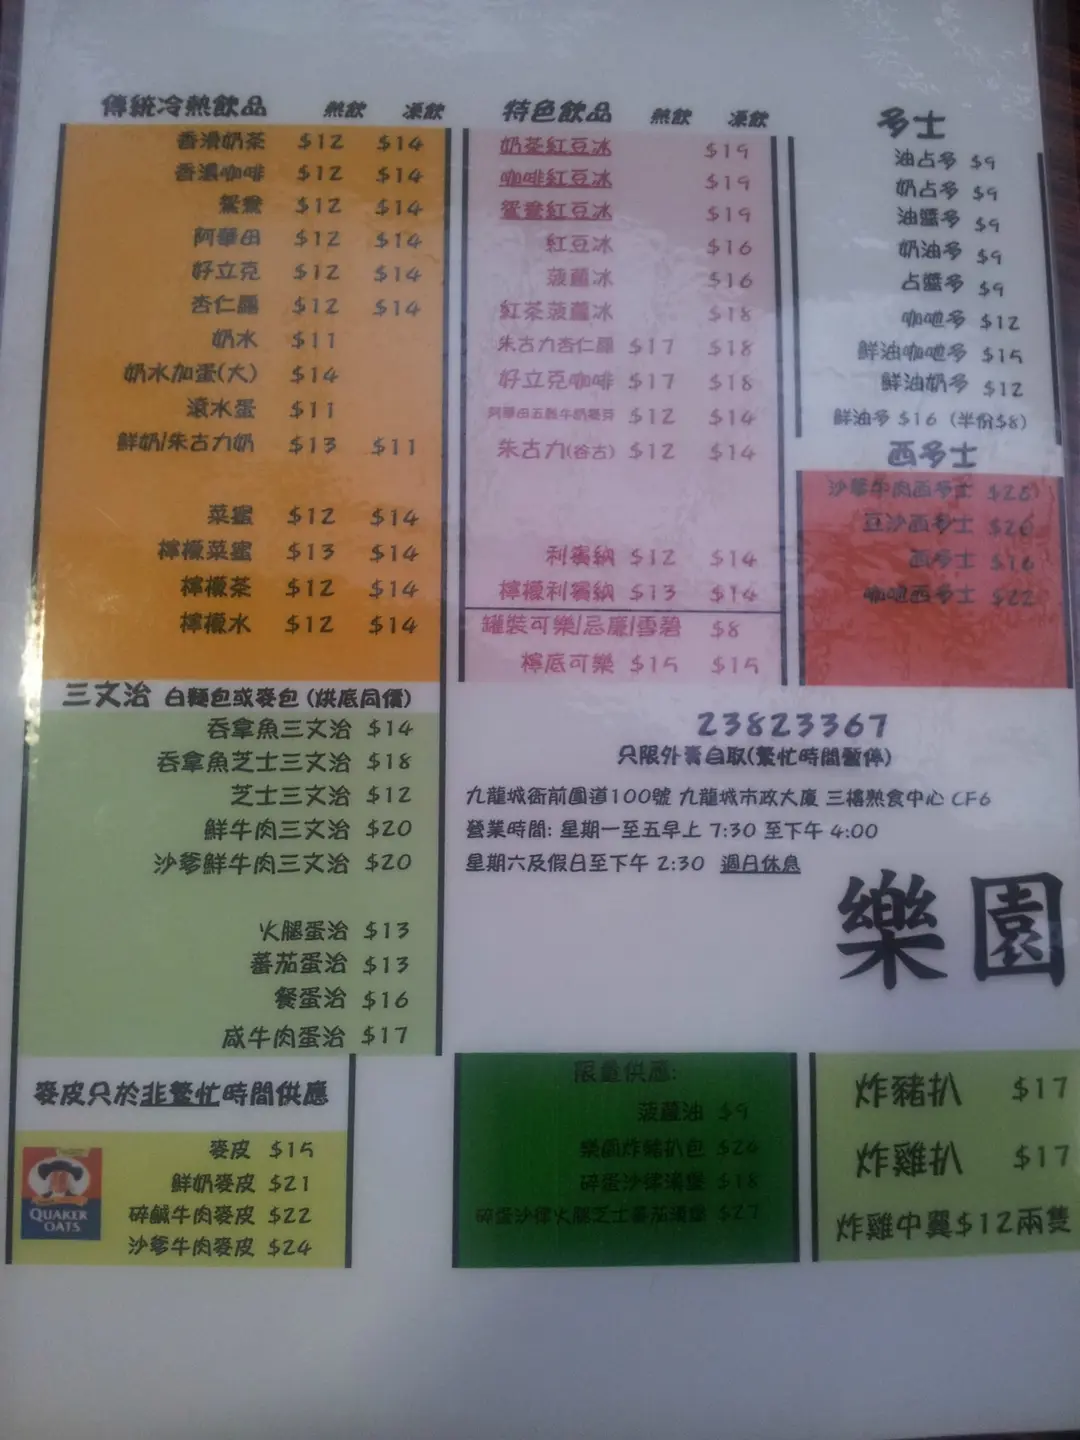 傳統冷熱飲品 熱飲 凍飲
香滑奶茶 $12 $14
香濃咖啡 $12 $14
鴛鴦 $12 $14
阿華田 $12 $14
好立克 $12 $14
杏仁霜 $12 $14
奶水 $11
奶水加蛋(大) $14
滾水蛋 $11
鮮奶/朱古力奶 $13 $11
菜蜜 $12 $14
檸檬菜蜜 $13 $14
檸檬茶 $12 $14
檸檬水 $12 $14
特色飲品 熱飲 凍飲
奶茶紅豆冰 $19
咖啡紅豆冰 $19
鴛鴦紅豆冰 $19
紅豆冰 $16
菠蘿冰 $16
紅茶菠蘿冰 $18
朱古力杏仁霜 $17 $18
好立克咖啡 $17 $18
阿華田五穀牛奶麥芽 $12 $14
朱古力(谷古) $12 $14
利賓納 $12 $14
檸檬利賓納 $13 $14
罐裝可樂/忌廉/雪碧 $8
檸底可樂 $15 $15
多士
油占多 $9
奶占多 $9
油醬多 $9
奶油多 $9
占醬多 $9
咖吔多 $12
鮮油咖吔多 $15
鮮油奶多 $12
鮮油多 $16 (半份$8)
西多士
沙爹牛肉西多士
豆沙西多士 $20
西多士 $16
咖吔西多士 $22
三文治 白麵包或麥包 (烘底同價)
吞拿魚三文治 $14
吞拿魚芝士三文治 $18
芝士三文治 $12
鮮牛肉三文治 $20
沙爹鮮牛肉三文治 $20
火腿蛋治 $13
蕃茄蛋治 $13
餐蛋治 $16
咸牛肉蛋治 $17
23823367
只限外賣自取(繁忙時間暫停)
九龍城衙前圍道100號 九龍城市政大廈 三樓熟食中心 CF6
營業時間: 星期一至五早上 7:30 至下午 4:00
星期六及假日至下午 2:30 週日休息
樂園
麥皮只於非繁忙時間供應
QUAKER
OATS
麥皮 $15
鮮奶麥皮 $21
碎鹹牛肉麥皮 $22
沙爹牛肉麥皮 $24
限量供應:
菠蘿油 $9
樂園炸豬扒包 $26
碎蛋沙律漢堡 $18
碎蛋沙律火腿芝士蕃茄漢堡 $27
炸豬扒 $17
炸雞扒 $17
炸雞中翼$12兩隻